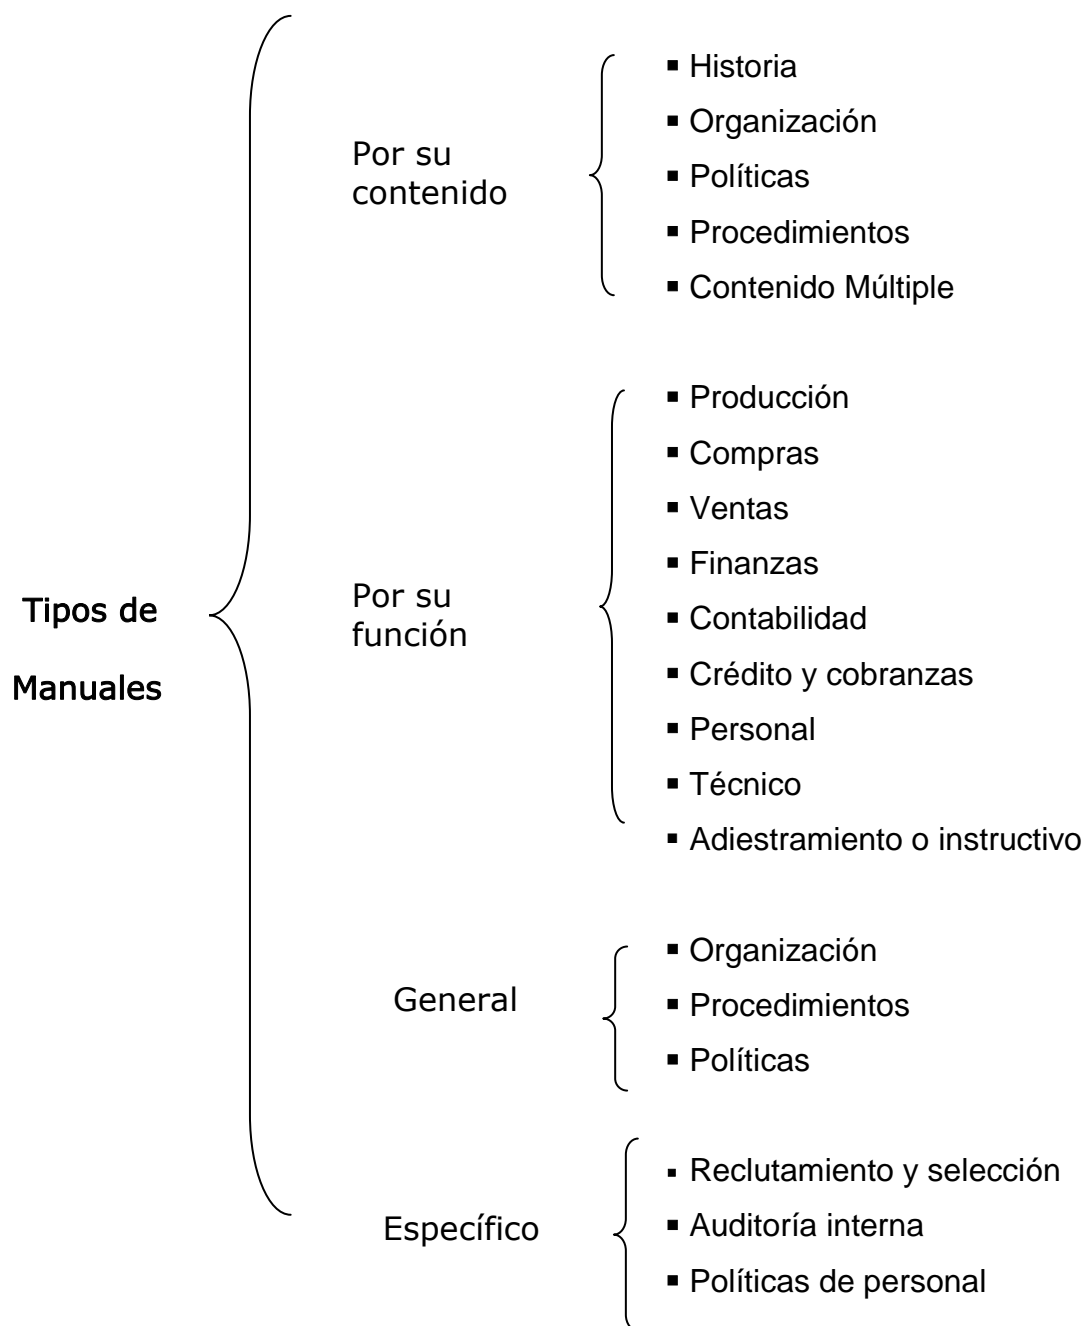 Tipos de
Manuales
Por su
contenido
▪ Historia
▪ Organización
▪ Políticas
▪ Procedimientos
▪ Contenido Múltiple
Por su
función
▪ Producción
▪ Compras
▪ Ventas
▪ Finanzas
▪ Contabilidad
▪ Crédito y cobranzas
▪ Personal
▪ Técnico
▪ Adiestramiento o instructivo
General
▪ Organización
▪ Procedimientos
▪ Políticas
Específico
▪ Reclutamiento y selección
▪ Auditoría interna
▪ Políticas de personal